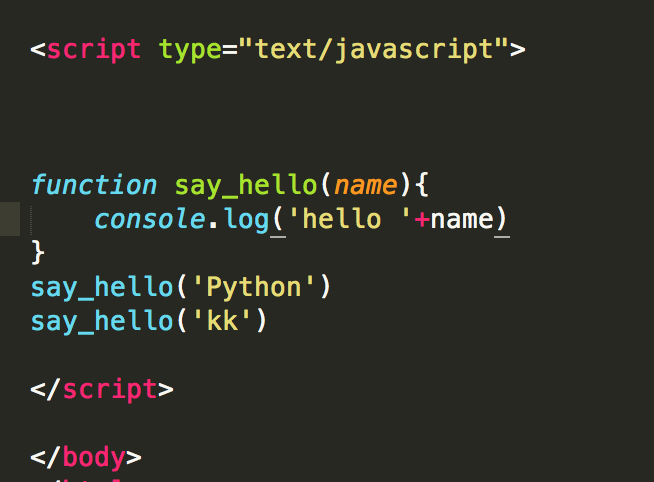 <script type="text/javascript">
function say_hello(name){
console.log('hello '+name)
}
say_hello('Python')
say_hello('kk')
</script>
</body>